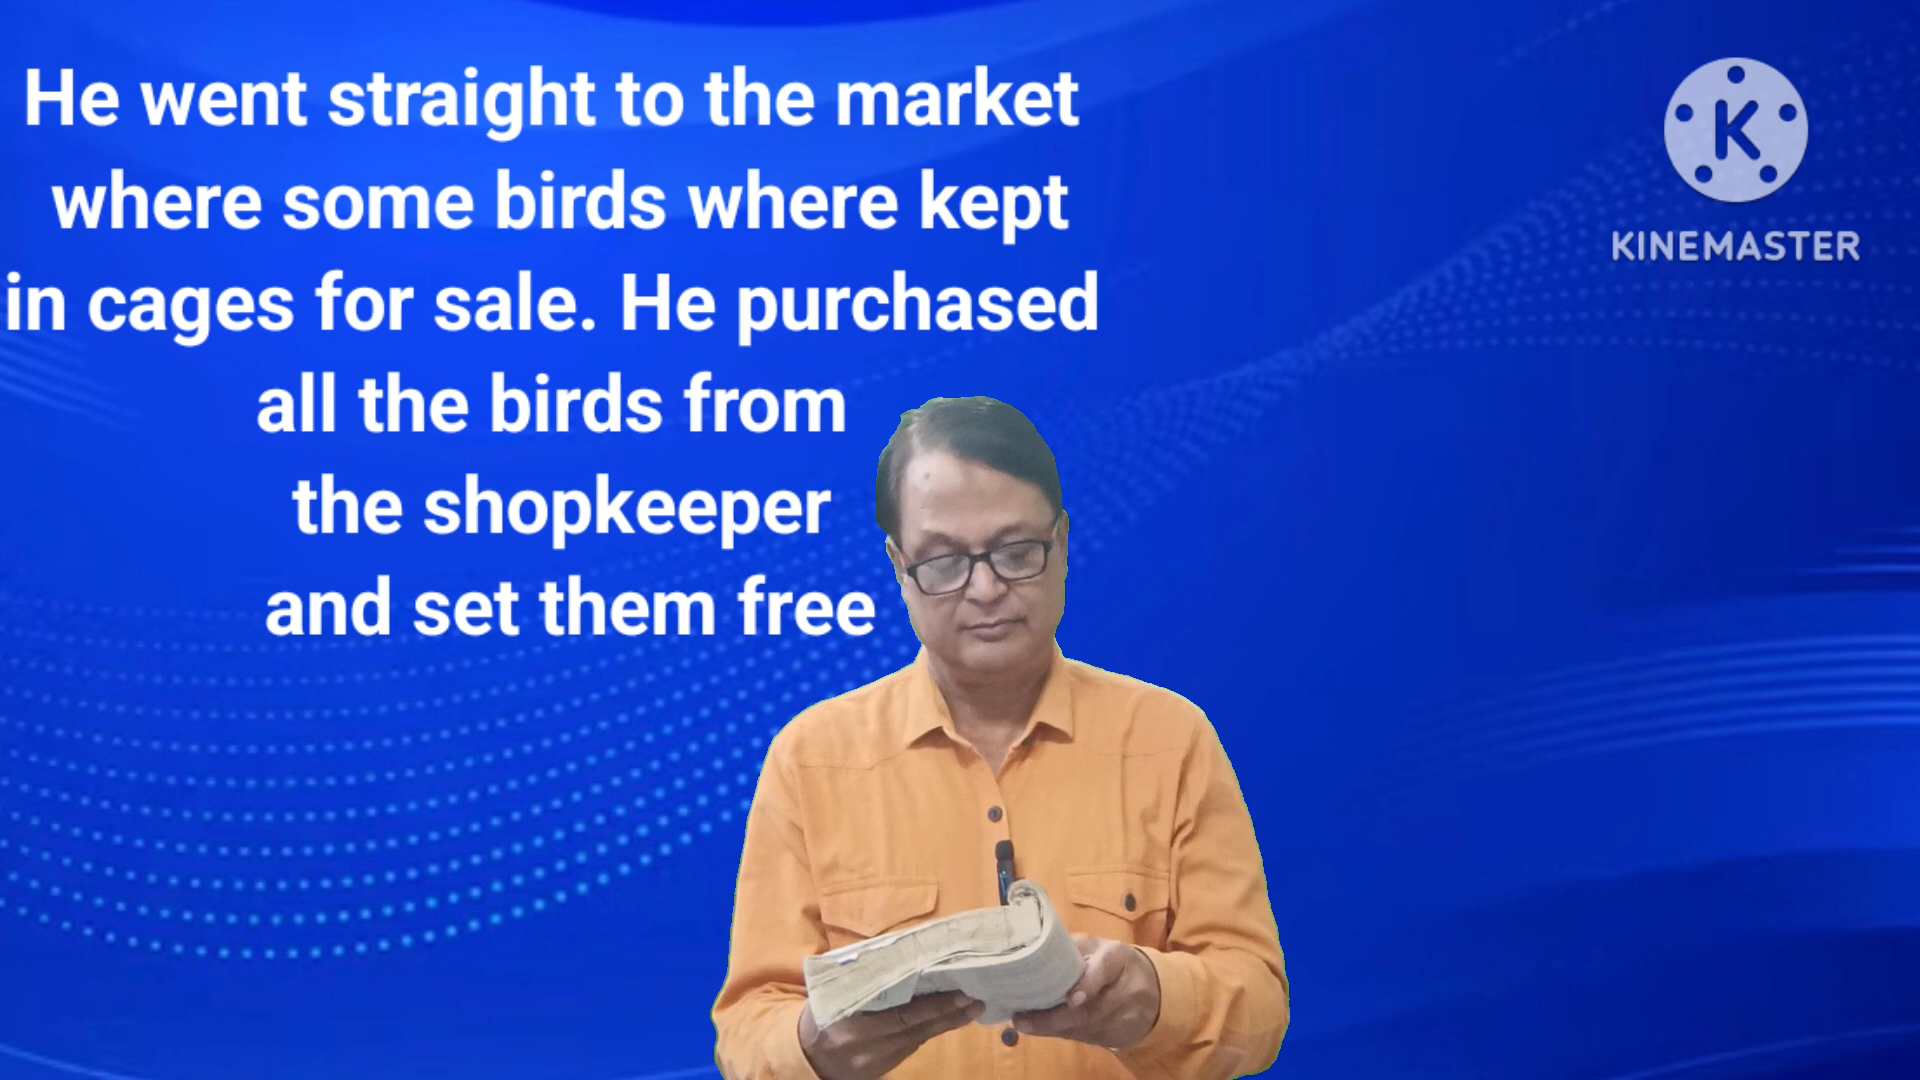 He went straight to the market
where some birds where kept
in cages for sale. He purchased
all the birds from
the shopkeeper
and set them free
K
KINEMASTER